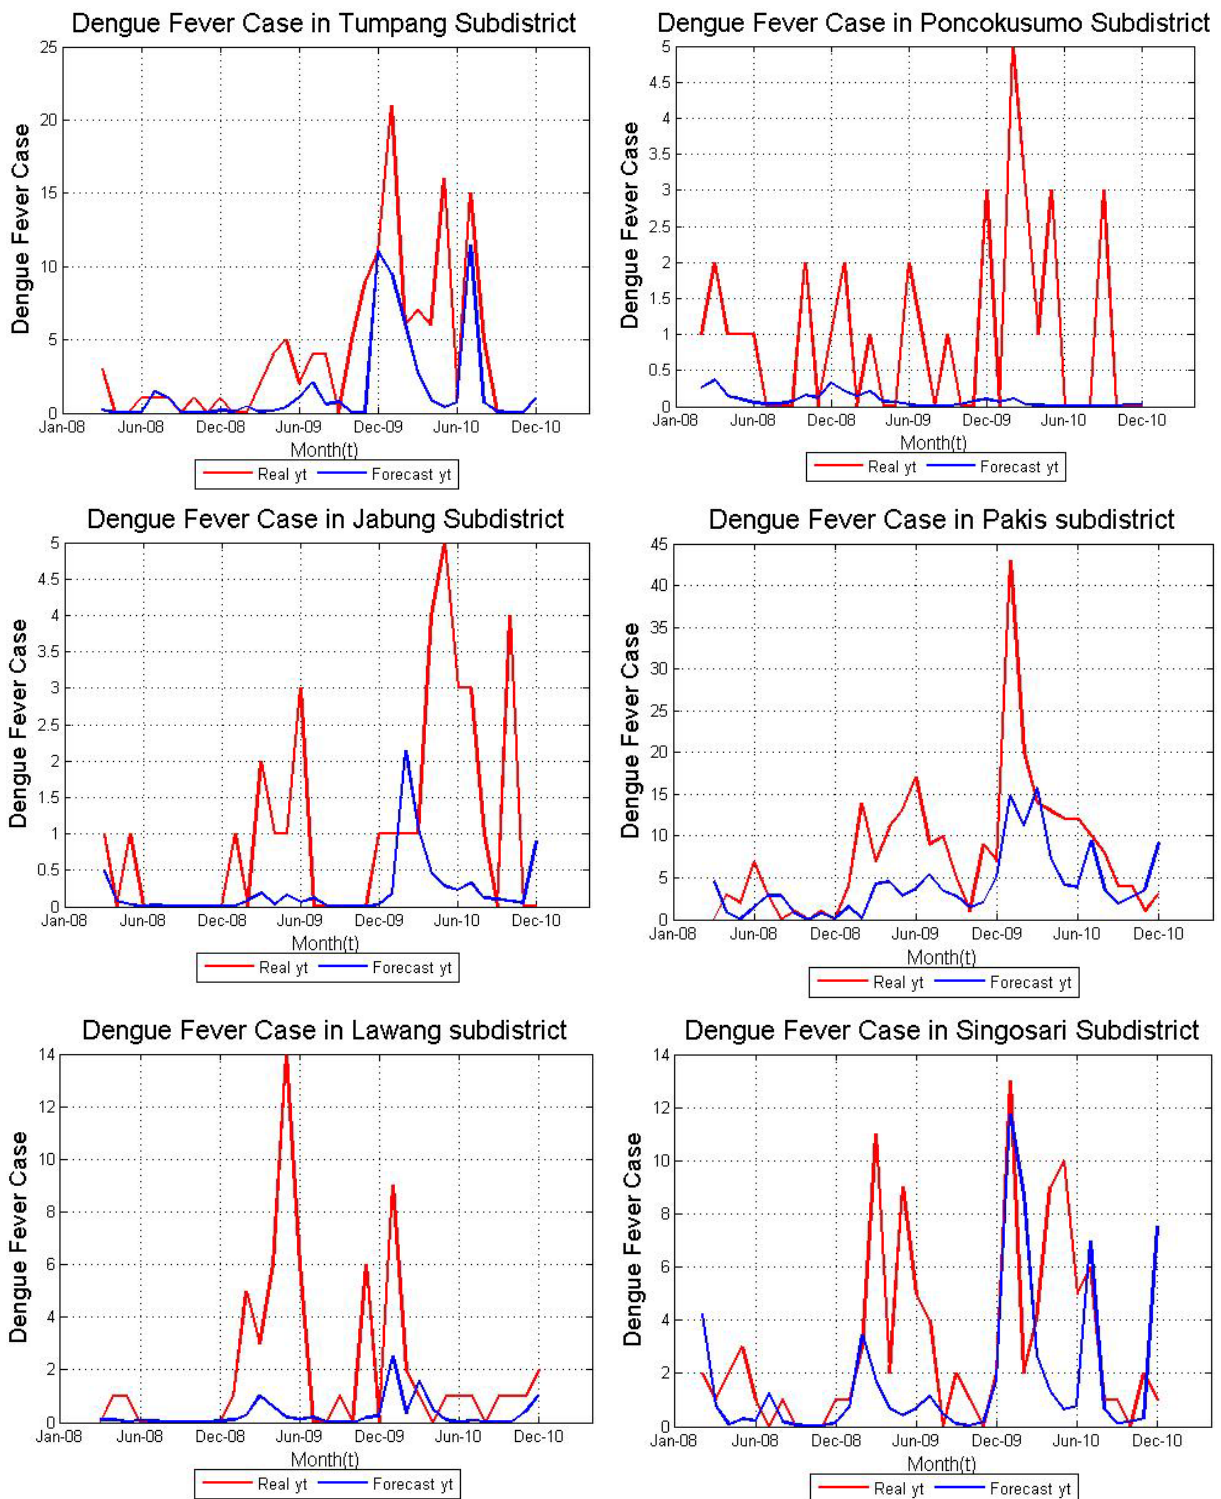 Dengue Fever Case in Tumpang Subdistrict
25
20
15
10
5
0
Dengue Fever Case
Jan-08 Jun-08 Dec-08 Jun-09 Dec-09 Jun-10 Dec-10
Month(t)
Real yt Forecast yt
Dengue Fever Case in Poncokusumo Subdistrict
5
4.5
4
3.5
3
2.5
2
1.5
1
0.5
0
Dengue Fever Case
Jan-08 Jun-08 Dec-08 Jun-09 Dec-09 Jun-10 Dec-10
Month(t)
Real yt Forecast yt
Dengue Fever Case in Jabung Subdistrict
5
4.5
4
3.5
3
2.5
2
1.5
1
0.5
0
Dengue Fever Case
Jan-08 Jun-08 Dec-08 Jun-09 Dec-09 Jun-10 Dec-10
Month(t)
Real yt Forecast yt
Dengue Fever Case in Pakis subdistrict
45
40
35
30
25
20
15
10
5
0
Dengue Fever Case
Jan-08 Jun-08 Dec-08 Jun-09 Dec-09 Jun-10 Dec-10
Month(t)
Real yt Forecast yt
Dengue Fever Case in Lawang subdistrict
14
12
10
8
6
4
2
0
Dengue Fever Case
Jan-08 Jun-08 Dec-08 Jun-09 Dec-09 Jun-10 Dec-10
Month(t)
Real yt Forecast yt
Dengue Fever Case in Singosari Subdistrict
14
12
10
8
6
4
2
0
Dengue Fever Case
Jan-08 Jun-08 Dec-08 Jun-09 Dec-09 Jun-10 Dec-10
Month(t)
Real yt Forecast yt